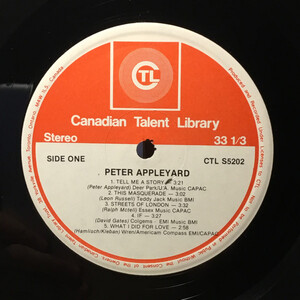 CTL
Canadian Talent Library
Stereo
33 1/3
PETER APPLEYARD
SIDE ONE
CTL S5202
1. TELL ME A STORY 3:21
(Peter Appleyard) Deer Park/U.A. Music CAPAC
2. THIS MASQUERADE — 3:02
(Leon Russell) Teddy Jack Music BMI
3. STREETS OF LONDON — 3:32
(Ralph McTell) Essex Music CAPAC
4. IF — 3:27
(David Gates) Colgems - EMI Music BMI
5. WHAT I DID FOR LOVE — 2:58
(Hamlisch/Kleban) Wren/American Compass EMI/CAPAC